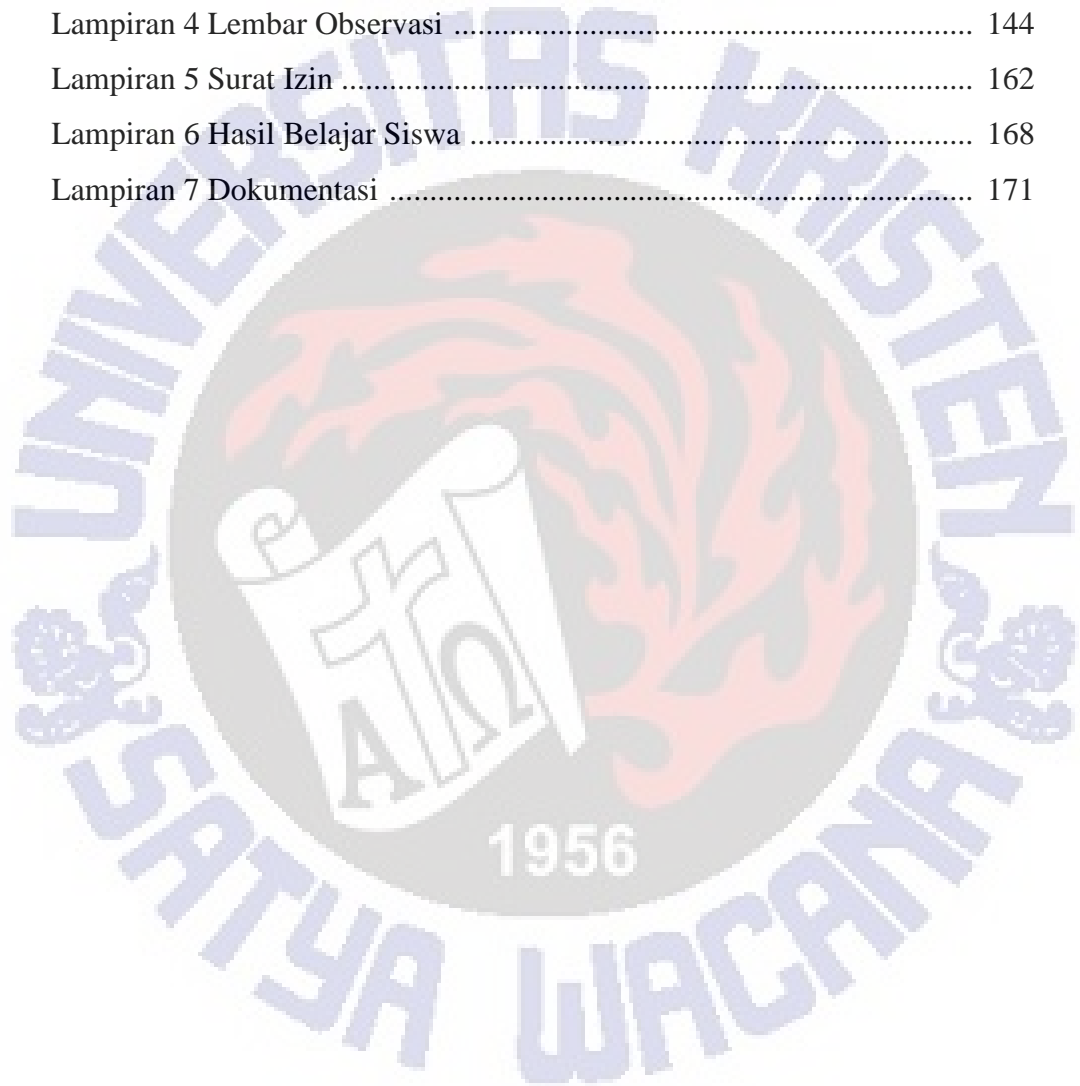 Lampiran 4 Lembar Observasi ................................................................ 144
Lampiran 5 Surat Izin .............................................................................. 162
Lampiran 6 Hasil Belajar Siswa .............................................................. 168
Lampiran 7 Dokumentasi ........................................................................ 171
UNIVERSITAS KRISTEN
A Ω
1956
SATYA WACANA